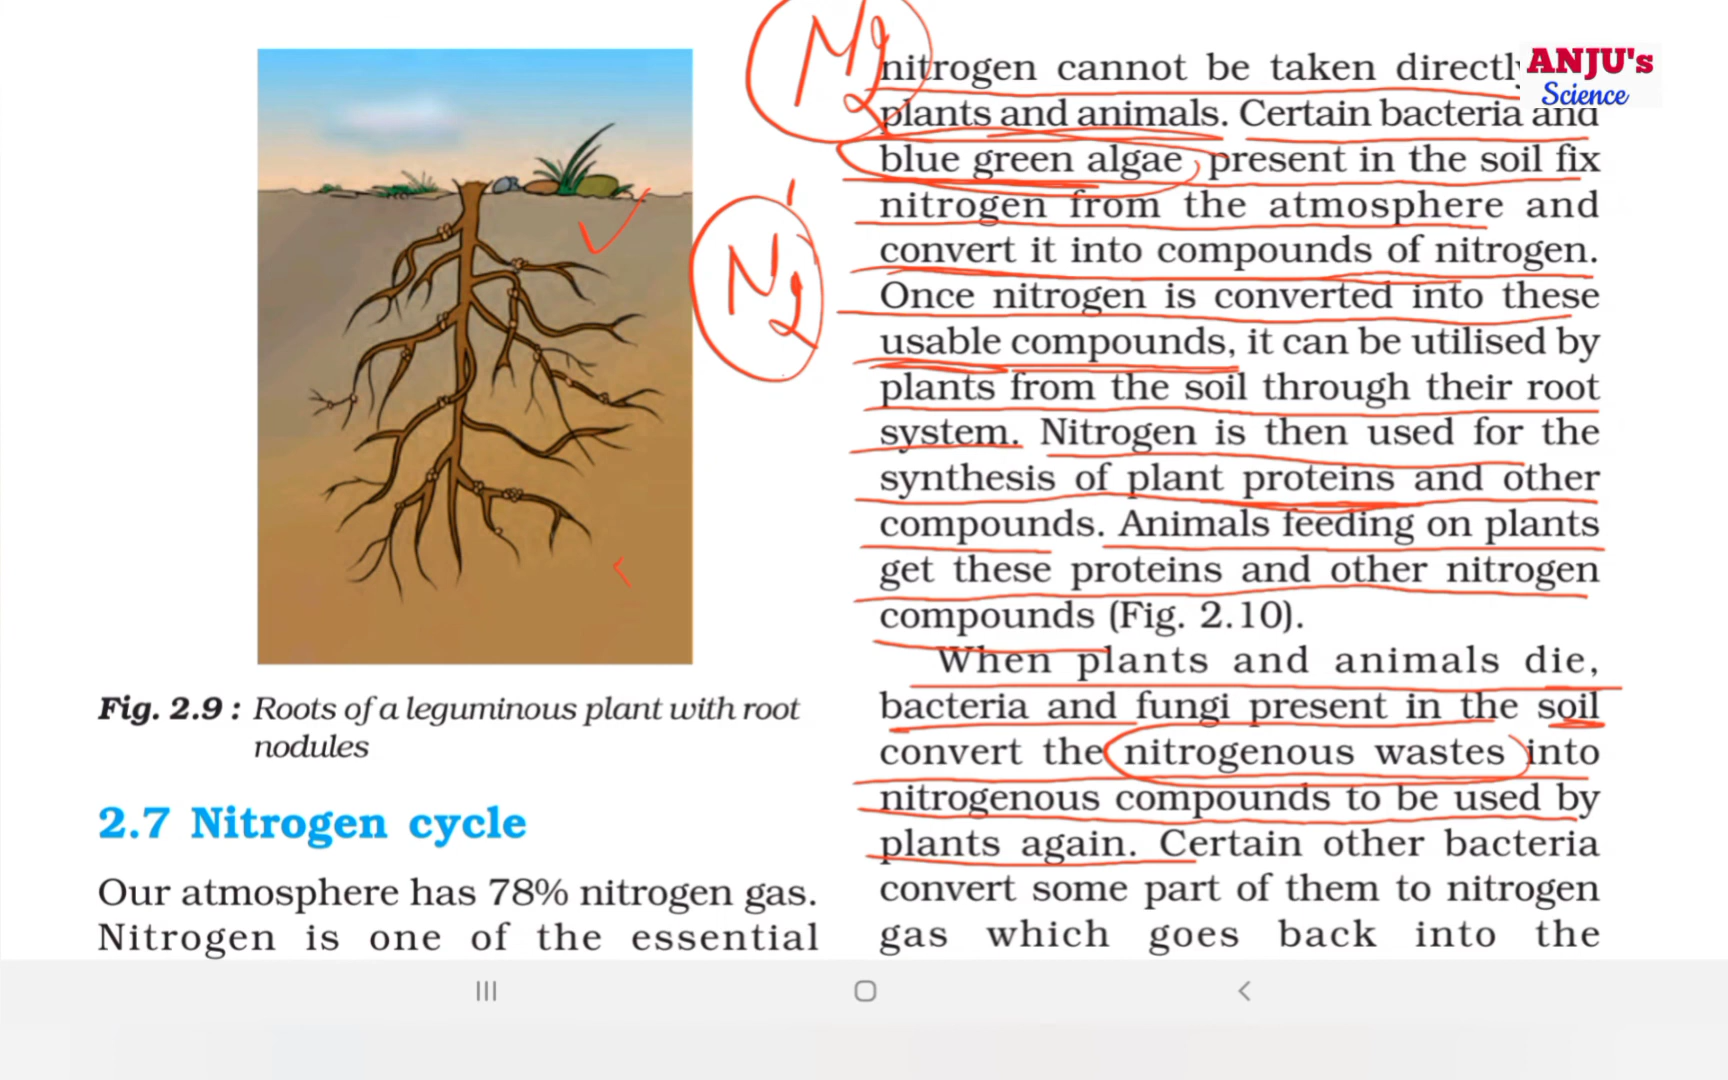 Fig. 2.9 : Roots of a leguminous plant with root
nodules
2.7 Nitrogen cycle
Our atmosphere has 78% nitrogen gas.
Nitrogen is one of the essential
N2
N2
nitrogen cannot be taken directly
plants and animals. Certain bacteria and
blue green algae present in the soil fix
nitrogen from the atmosphere and
convert it into compounds of nitrogen.
Once nitrogen is converted into these
usable compounds, it can be utilised by
plants from the soil through their root
system. Nitrogen is then used for the
synthesis of plant proteins and other
compounds. Animals feeding on plants
get these proteins and other nitrogen
compounds (Fig. 2.10).
When plants and animals die,
bacteria and fungi present in the soil
convert the nitrogenous wastes into
nitrogenous compounds to be used by
plants again. Certain other bacteria
convert some part of them to nitrogen
gas which goes back into the
ANJU's
Science